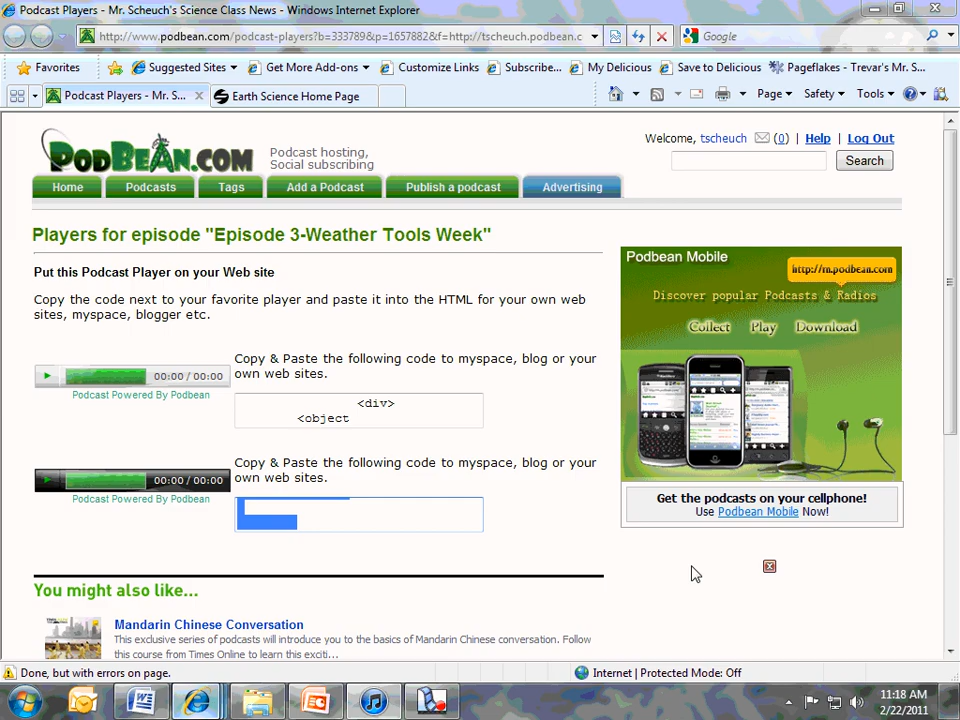 Podcast Players - Mr. Scheuch's Science Class News - Windows Internet Explorer
http://www.podbean.com/podcast-players?b=333789&p=1657882&f=http://tscheuch.podbean.c
Google
Favorites Suggested Sites Get More Add-ons Customize Links Subscribe... My Delicious Save to Delicious Pageflakes - Trevar's Mr. S...
Podcast Players - Mr. S... Earth Science Home Page Page Safety Tools
PODBEAN.COM
Podcast hosting,
Social subscribing
Welcome, tscheuch (0) | Help | Log Out
Search
Home Podcasts Tags Add a Podcast Publish a podcast Advertising
Players for episode "Episode 3-Weather Tools Week"
Put this Podcast Player on your Web site
Copy the code next to your favorite player and paste it into the HTML for your own web
sites, myspace, blogger etc.
Copy & Paste the following code to myspace, blog or your
own web sites.
00:00 / 00:00
Podcast Powered By Podbean
<div>
<object
Copy & Paste the following code to myspace, blog or your
own web sites.
00:00 / 00:00
Podcast Powered By Podbean
Podbean Mobile
http://m.podbean.com
Discover popular Podcasts & Radios
Collect Play Download
Get the podcasts on your cellphone!
Use Podbean Mobile Now!
You might also like...
Mandarin Chinese Conversation
This exclusive series of podcasts will introduce you to the basics of Mandarin Chinese conversation. Follow
this course from Times Online to learn this exciti...
Done, but with errors on page.
Internet | Protected Mode: Off
11:18 AM
2/22/2011